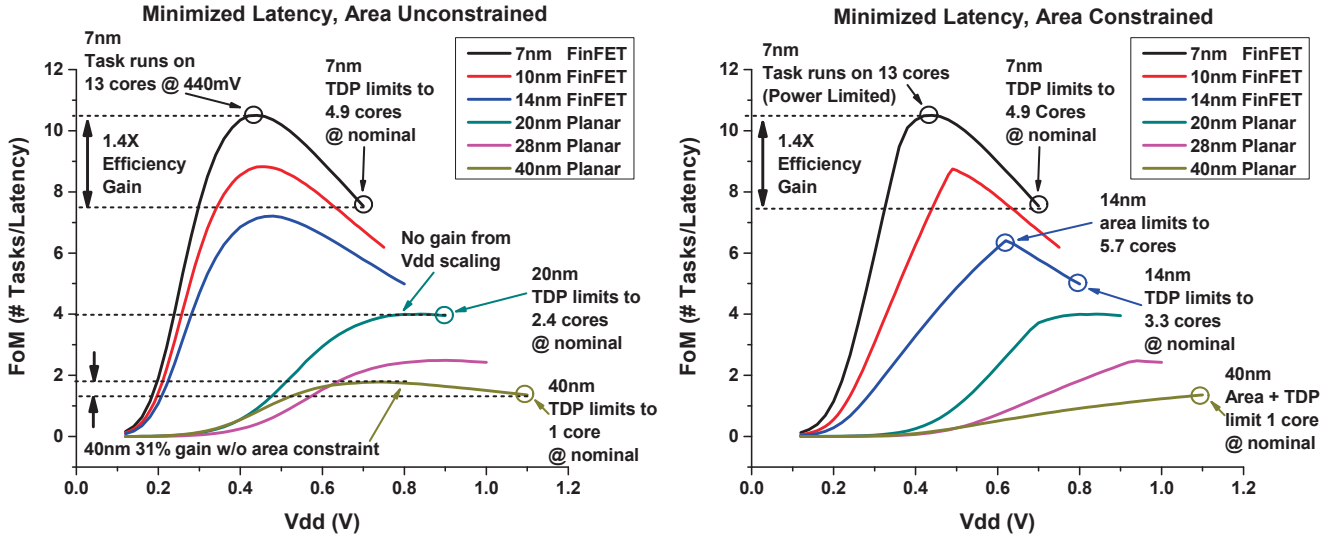 Minimized Latency, Area Unconstrained
7nm
Task runs on
13 cores @ 440mV
7nm
TDP limits to
4.9 cores
@ nominal
7nm FinFET
10nm FinFET
14nm FinFET
20nm Planar
28nm Planar
40nm Planar
1.4X
Efficiency
Gain
No gain from
Vdd scaling
20nm
TDP limits to
2.4 cores
@ nominal
40nm
TDP limits to
1 core
@ nominal
40nm 31% gain w/o area constraint
FoM (# Tasks/Latency)
12
10
8
6
4
2
0
0.0 0.2 0.4 0.6 0.8 1.0 1.2
Vdd (V)
Minimized Latency, Area Constrained
7nm
Task runs on 13 cores
(Power Limited)
7nm
TDP limits to
4.9 Cores
@ nominal
7nm FinFET
10nm FinFET
14nm FinFET
20nm Planar
28nm Planar
40nm Planar
1.4X
Efficiency
Gain
14nm
area limits to
5.7 cores
14nm
TDP limits to
3.3 cores
@ nominal
40nm
Area + TDP
limit 1 core
@ nominal
FoM (# Tasks/Latency)
12
10
8
6
4
2
0
0.0 0.2 0.4 0.6 0.8 1.0 1.2
Vdd (V)